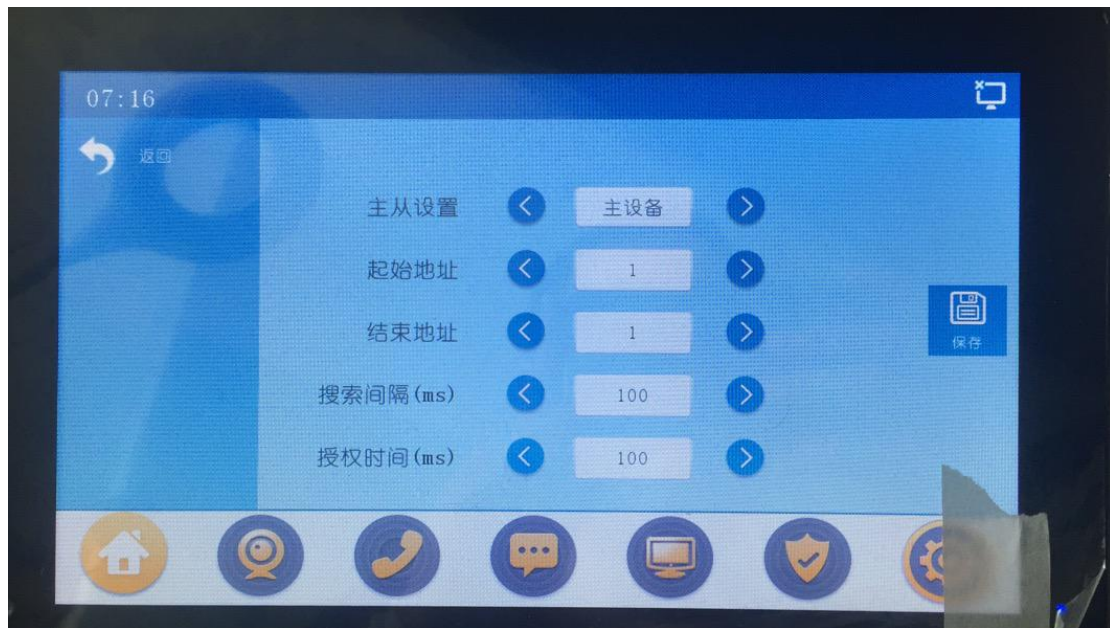 07:16
返回
主从设置 主设备
起始地址 1
结束地址 1
搜索间隔(ms) 100
授权时间(ms) 100
保存